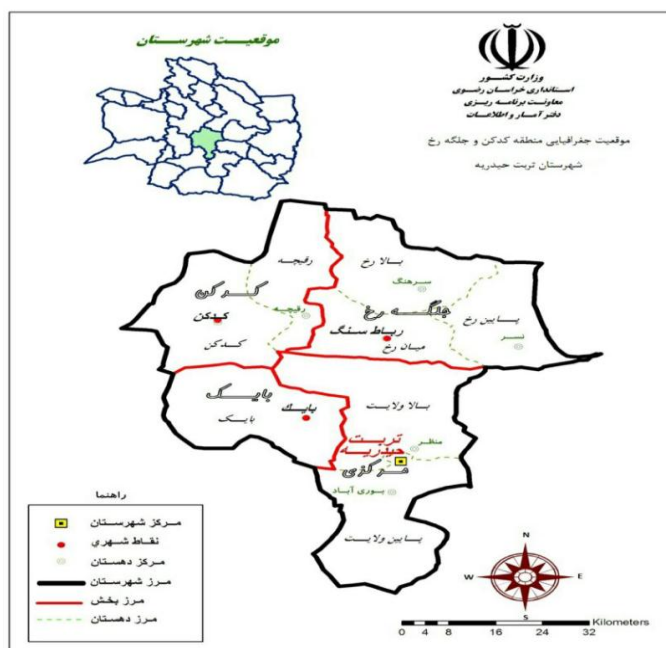 موقعیت شهرستان
وزارت کشور
استانداری خراسان رضوی
معاونت برنامه ریزی
دفتر آمار و اطلاعات
موقعیت جغرافیایی منطقه کدکن و جلگه رخ
شهرستان تربت حیدریه
رقیچه
بالا رخ
کدکن
سرهنگ
کدکن
رقیچه
جلگه رخ
پایین رخ
رباط سنگ
نسر
کدکن
میان رخ
بایک
بالا ولایت
بایک
بایک
تربت
حیدریه
منظر
مرکزی
بوری آباد
پایین ولایت
راهنما
مرکز شهرستان
نقاط شهری
مرکز دهستان
مرز شهرستان
مرز بخش
مرز دهستان
N
W
E
S
0 4 8 16 24 32 Kilometers